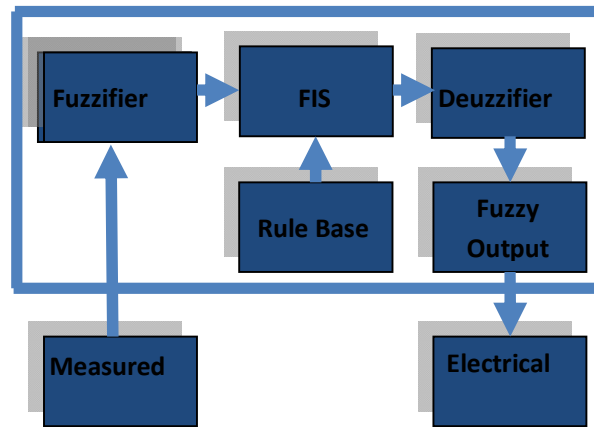 Fuzzifier
FIS
Deuzzifier
Rule Base
Fuzzy
Output
Measured
Electrical